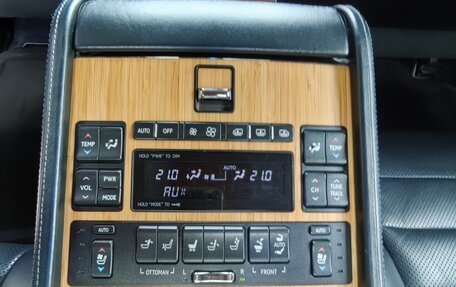 AUTO OFF
TEMP
TEMP
HOLD "PWR" TO DIM
AUTO
21.0 21.0
AUX
HOLD "MODE" TO
VOL PWR
MODE
CH TUNE
TRACK
AUTO
AUTO
AUTO
OTTOMAN L R FRONT